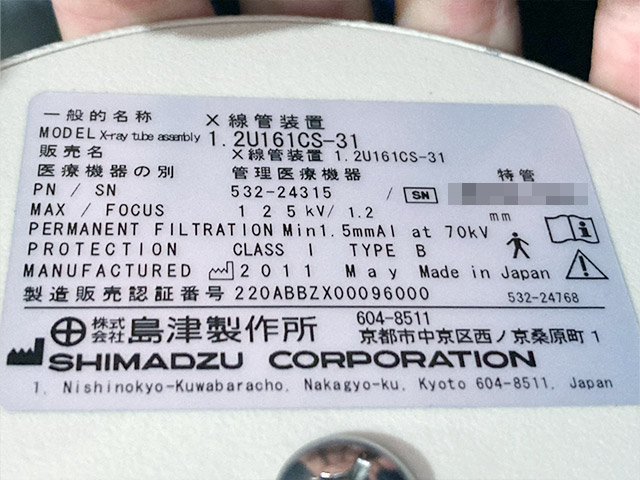 一般的名称 X線管装置
MODEL X-ray tube assembly 1.2U161CS-31
販売名 X線管装置 1.2U161CS-31
医療機器の別 管理医療機器 特管
PN / SN 532-24315 / SN
MAX / FOCUS 125kV/1.2 mm
PERMANENT FILTRATION Min1.5mmAl at 70kV
PROTECTION CLASS I TYPE B
MANUFACTURED 2011 May Made in Japan
製造販売認証番号 220ABBZX00096000 532-24768
株式会社 島津製作所 604-8511
京都市中京区西ノ京桑原町1
SHIMADZU CORPORATION
1, Nishinokyo-Kuwabaracho, Nakagyo-ku, Kyoto 604-8511, Japan